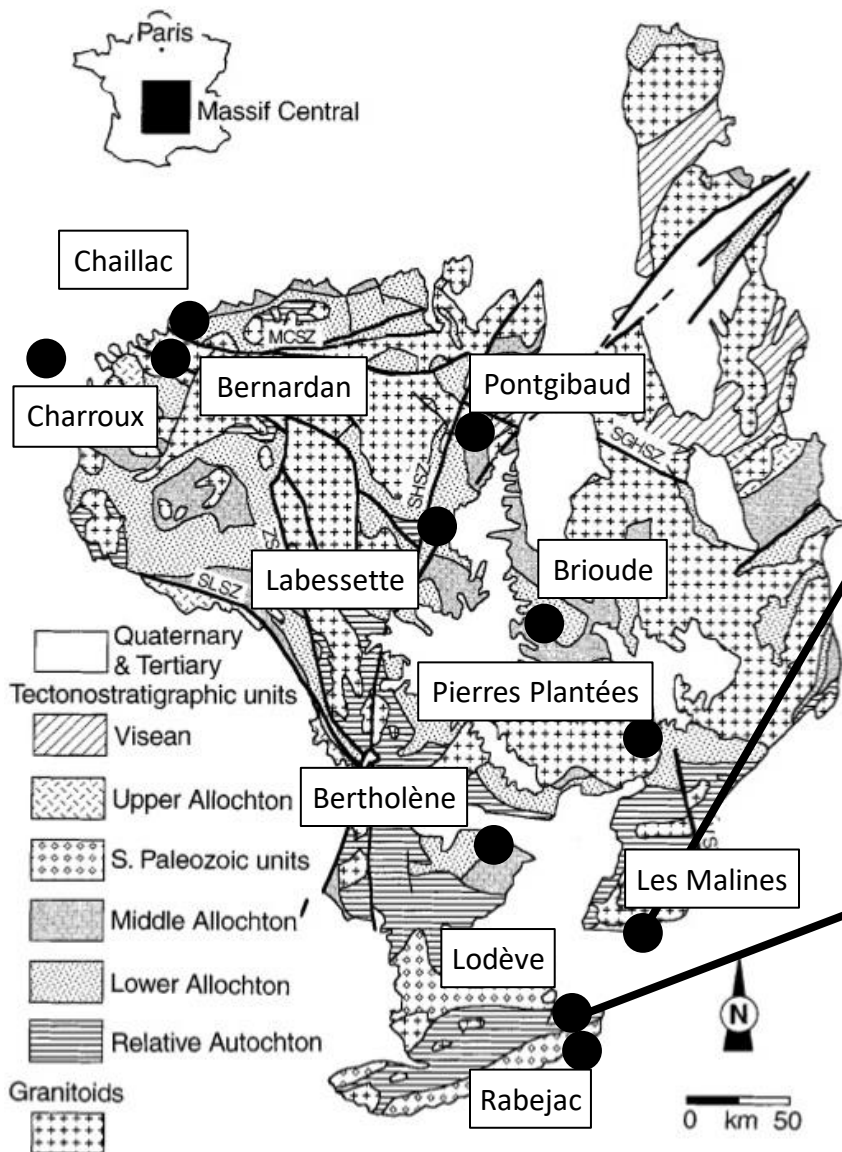 Paris
Massif Central
Chaillac
MCSZ
Bernardan
Pontgibaud
Charroux
SGHSZ
SHSZ
Labessette
Brioude
SLSZ
Quaternary
& Tertiary
Pierres Plantées
Tectonostratigraphic units
Visean
Upper Allochton
Bertholène
S. Paleozoic units
Les Malines
Middle Allochton
Lodève
Lower Allochton
N
Relative Autochton
Rabejac
Granitoids
0 km 50